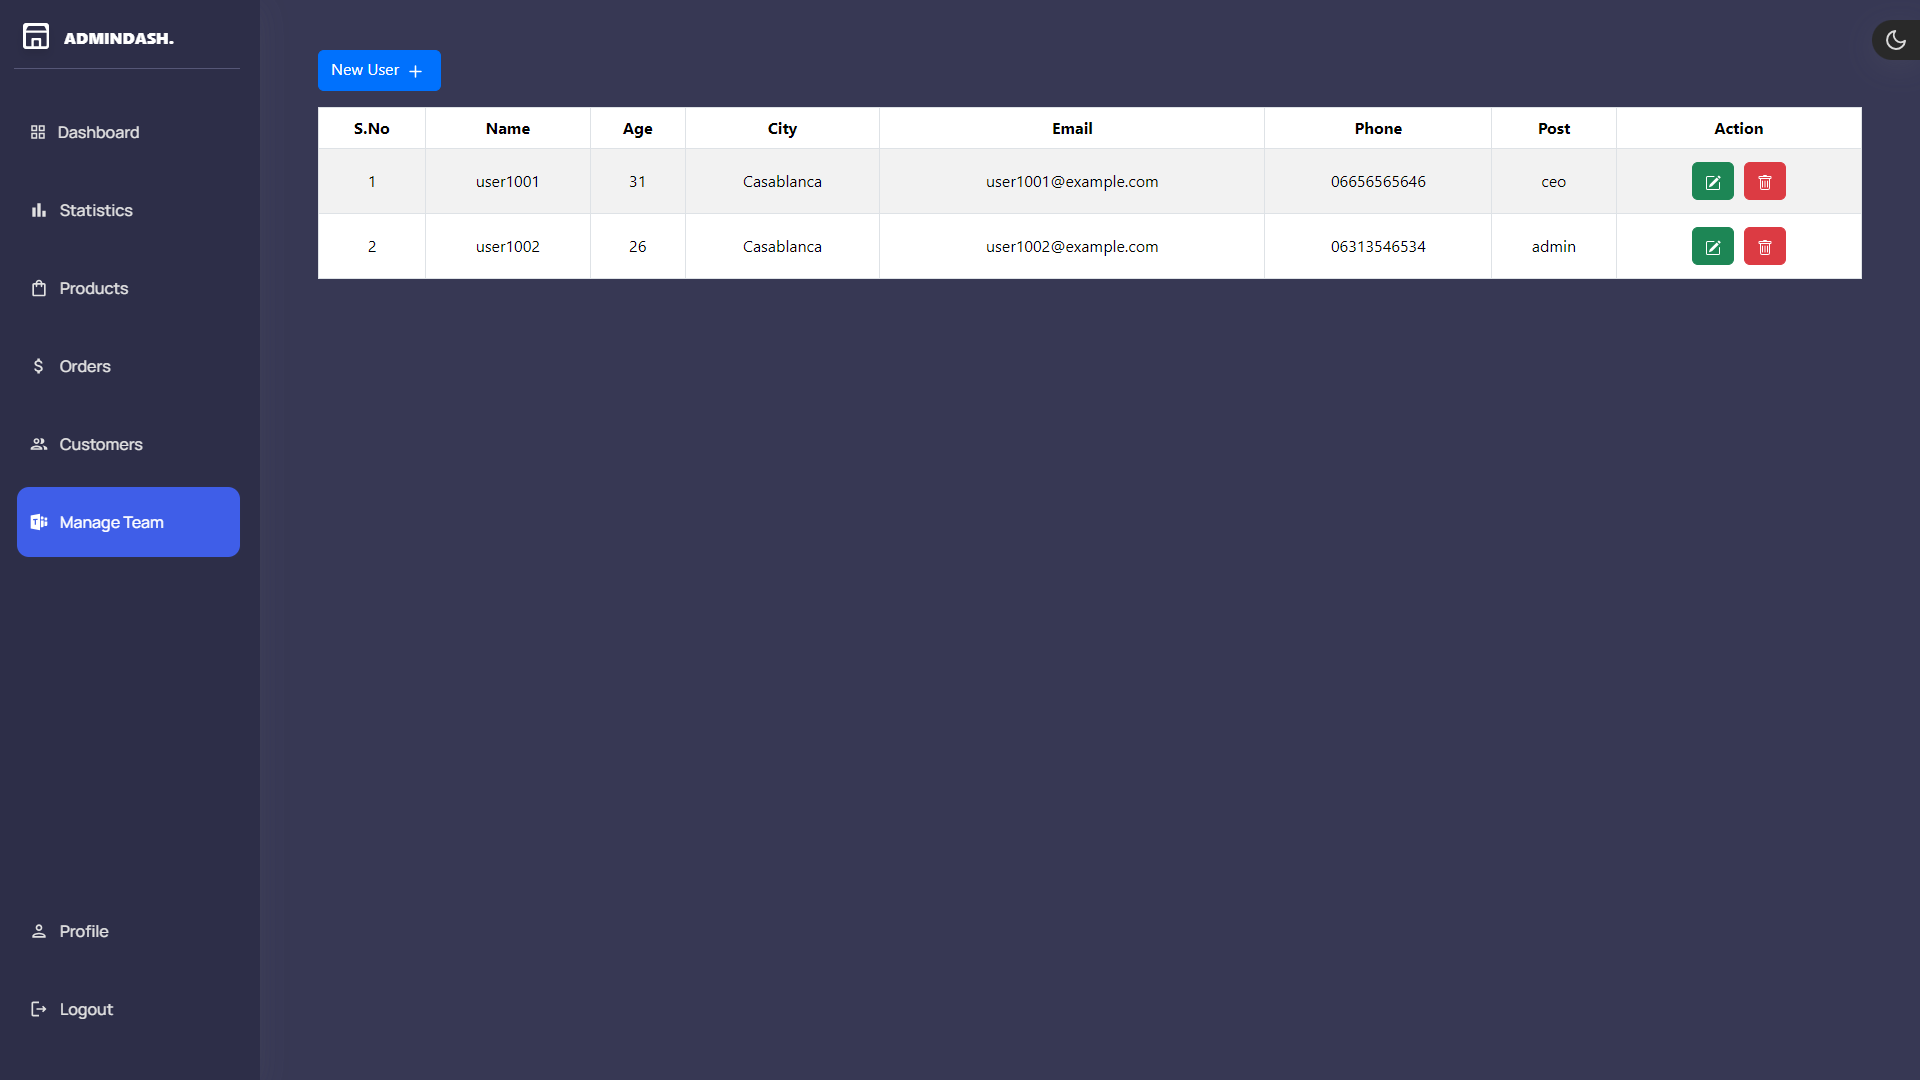 ADMINDASH.
Dashboard
Statistics
Products
Orders
Customers
Manage Team
Profile
Logout
New User +
S.No Name Age City Email Phone Post Action
1 user1001 31 Casablanca user1001@example.com 06656565646 ceo
2 user1002 26 Casablanca user1002@example.com 06313546534 admin